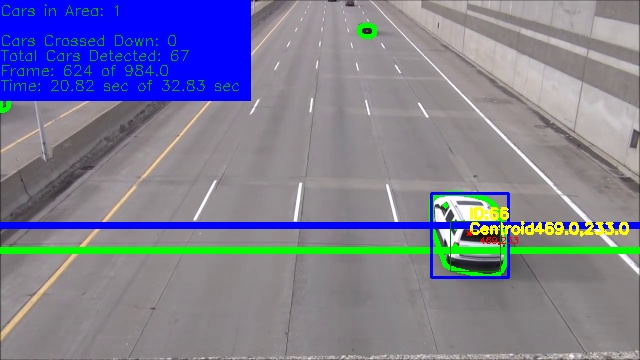 Cars in Area: 1
Cars Crossed Down: 0
Total Cars Detected: 67
Frame: 624 of 984.0
Time: 20.82 sec of 32.83 sec
ID:66
Centroid469.0,233.0